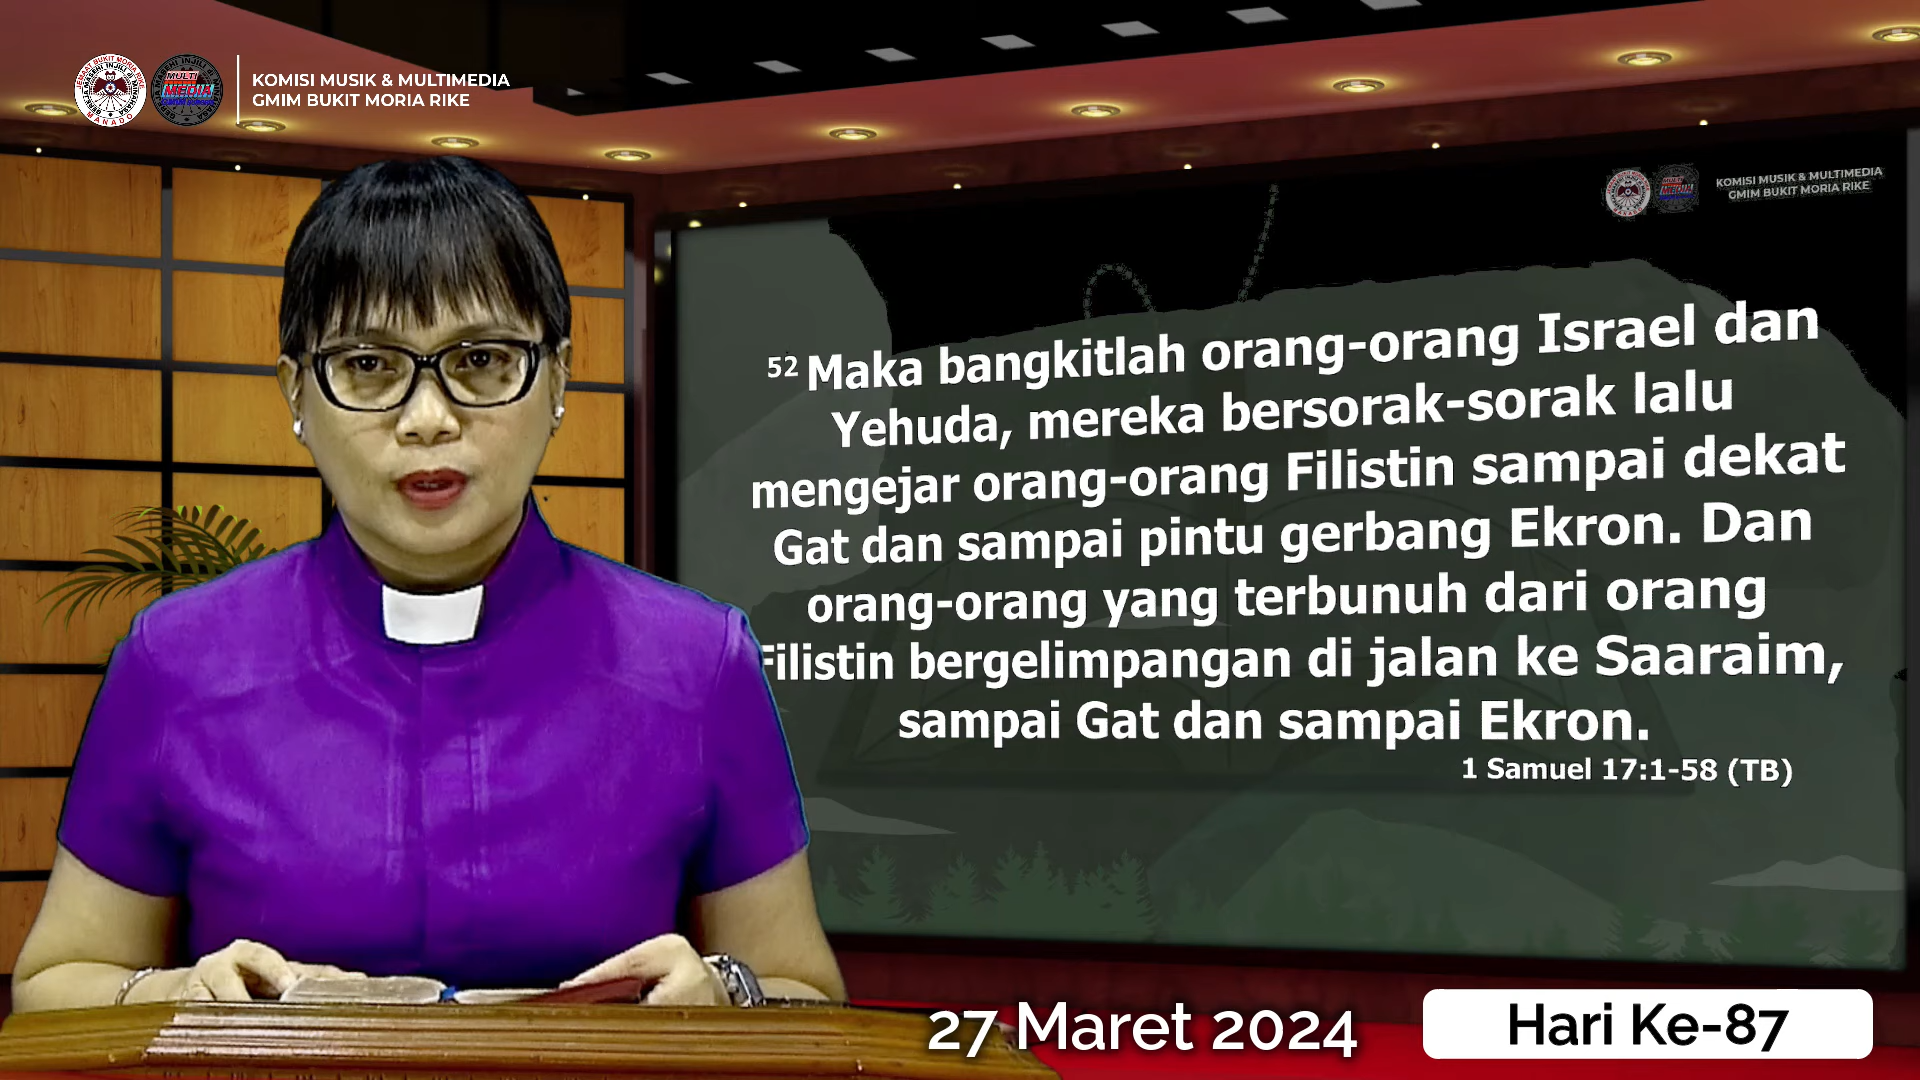 KOMISI MUSIK & MULTIMEDIA
GMIM BUKIT MORIA RIKE
MULTI
MEDIA
MANADO
KOMISI MUSIK & MULTIMEDIA
GMIM BUKIT MORIA RIKE
52 Maka bangkitlah orang-orang Israel dan
Yehuda, mereka bersorak-sorak lalu
mengejar orang-orang Filistin sampai dekat
Gat dan sampai pintu gerbang Ekron. Dan
orang-orang yang terbunuh dari orang
Filistin bergelimpangan di jalan ke Saaraim,
sampai Gat dan sampai Ekron.
1 Samuel 17:1-58 (TB)
27 Maret 2024
Hari Ke-87